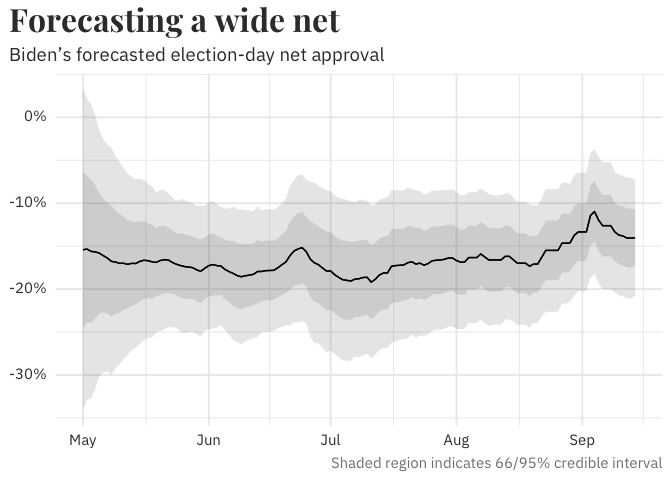 Forecasting a wide net
Biden’s forecasted election-day net approval
0%
-10%
-20%
-30%
May Jun Jul Aug Sep
Shaded region indicates 66/95% credible interval